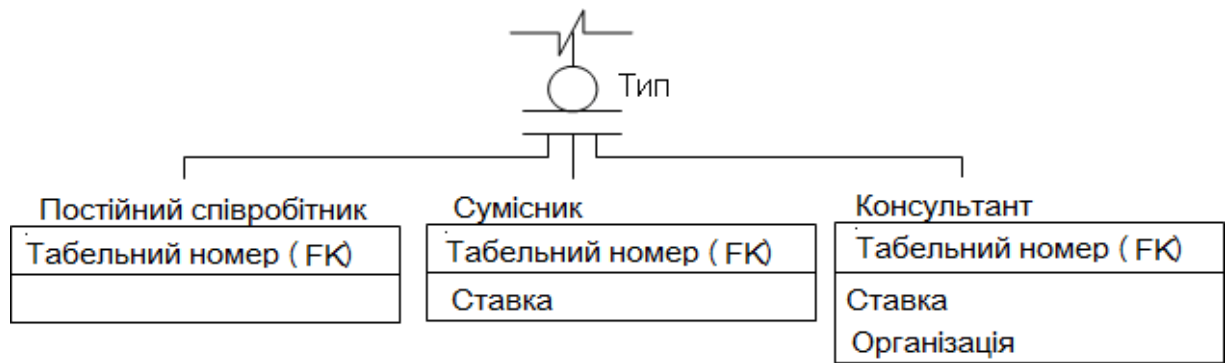 Тип
Постійний співробітник
Табельний номер ( FK)
Сумісник
Табельний номер ( FK)
Ставка
Консультант
Табельний номер ( FK)
Ставка
Організація